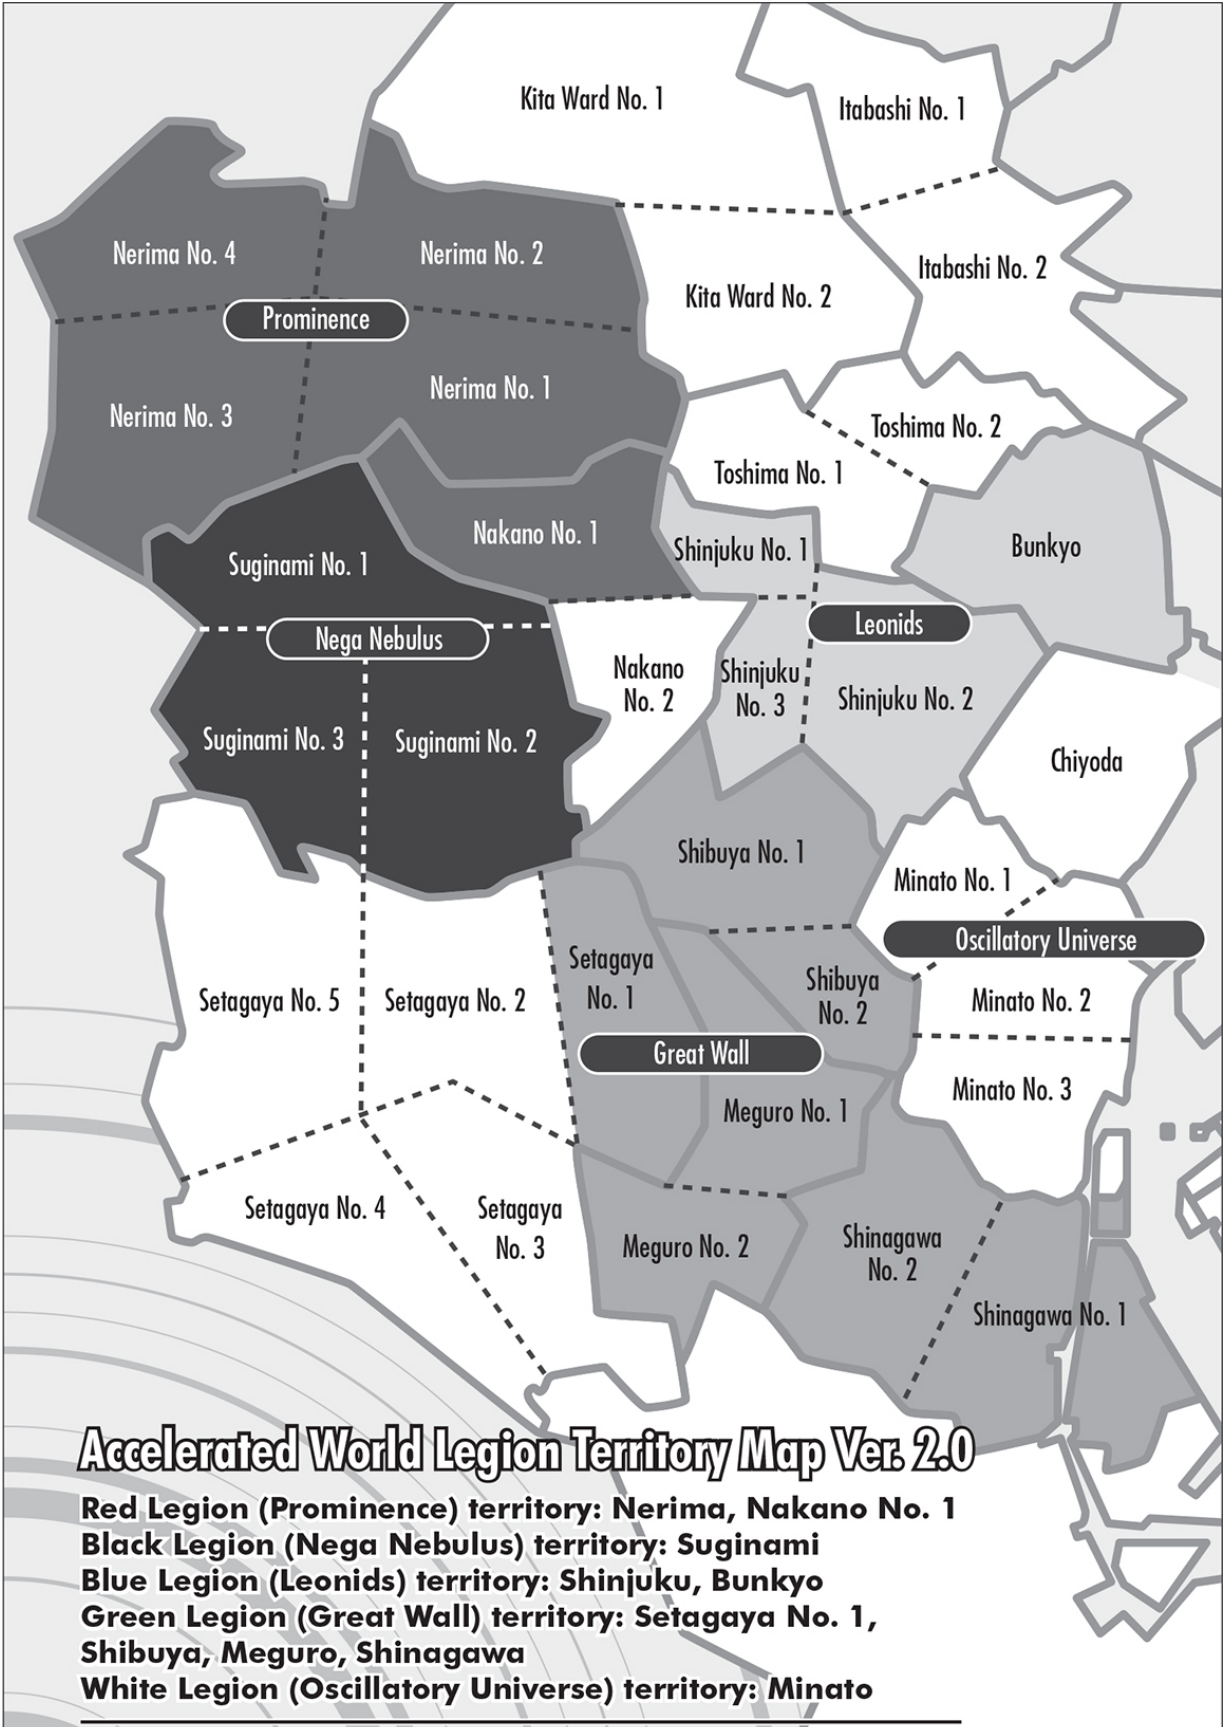 Kita Ward No. 1
Itabashi No. 1
Nerima No. 4
Nerima No. 2
Itabashi No. 2
Kita Ward No. 2
Prominence
Nerima No. 1
Nerima No. 3
Toshima No. 2
Toshima No. 1
Nakano No. 1
Shinjuku No. 1
Bunkyo
Suginami No. 1
Leonids
Nega Nebulus
Nakano
No. 2
Shinjuku
No. 3
Shinjuku No. 2
Suginami No. 3
Suginami No. 2
Chiyoda
Shibuya No. 1
Minato No. 1
Oscillatory Universe
Setagaya
No. 1
Shibuya
No. 2
Setagaya No. 5
Setagaya No. 2
Minato No. 2
Great Wall
Minato No. 3
Meguro No. 1
Setagaya No. 4
Setagaya
No. 3
Meguro No. 2
Shinagawa
No. 2
Shinagawa No. 1
Accelerated World Legion Territory Map Ver. 2.0
Red Legion (Prominence) territory: Nerima, Nakano No. 1
Black Legion (Nega Nebulus) territory: Suginami
Blue Legion (Leonids) territory: Shinjuku, Bunkyo
Green Legion (Great Wall) territory: Setagaya No. 1,
Shibuya, Meguro, Shinagawa
White Legion (Oscillatory Universe) territory: Minato